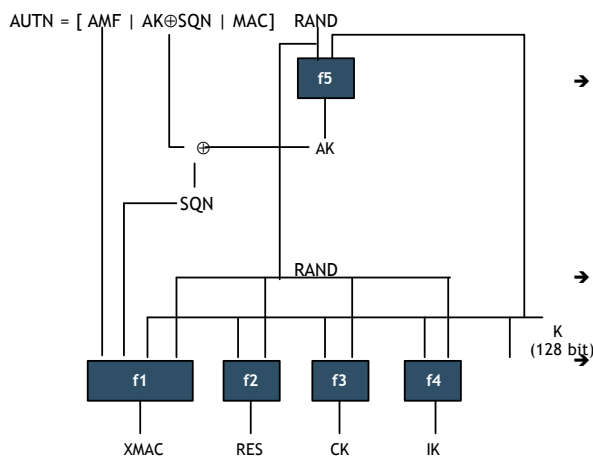 AUTN = [ AMF | AK⊕SQN | MAC] RAND
f5
➔
⊕ AK
SQN
RAND
➔
K
(128 bit)
➔
f1 f2 f3 f4
XMAC RES CK IK